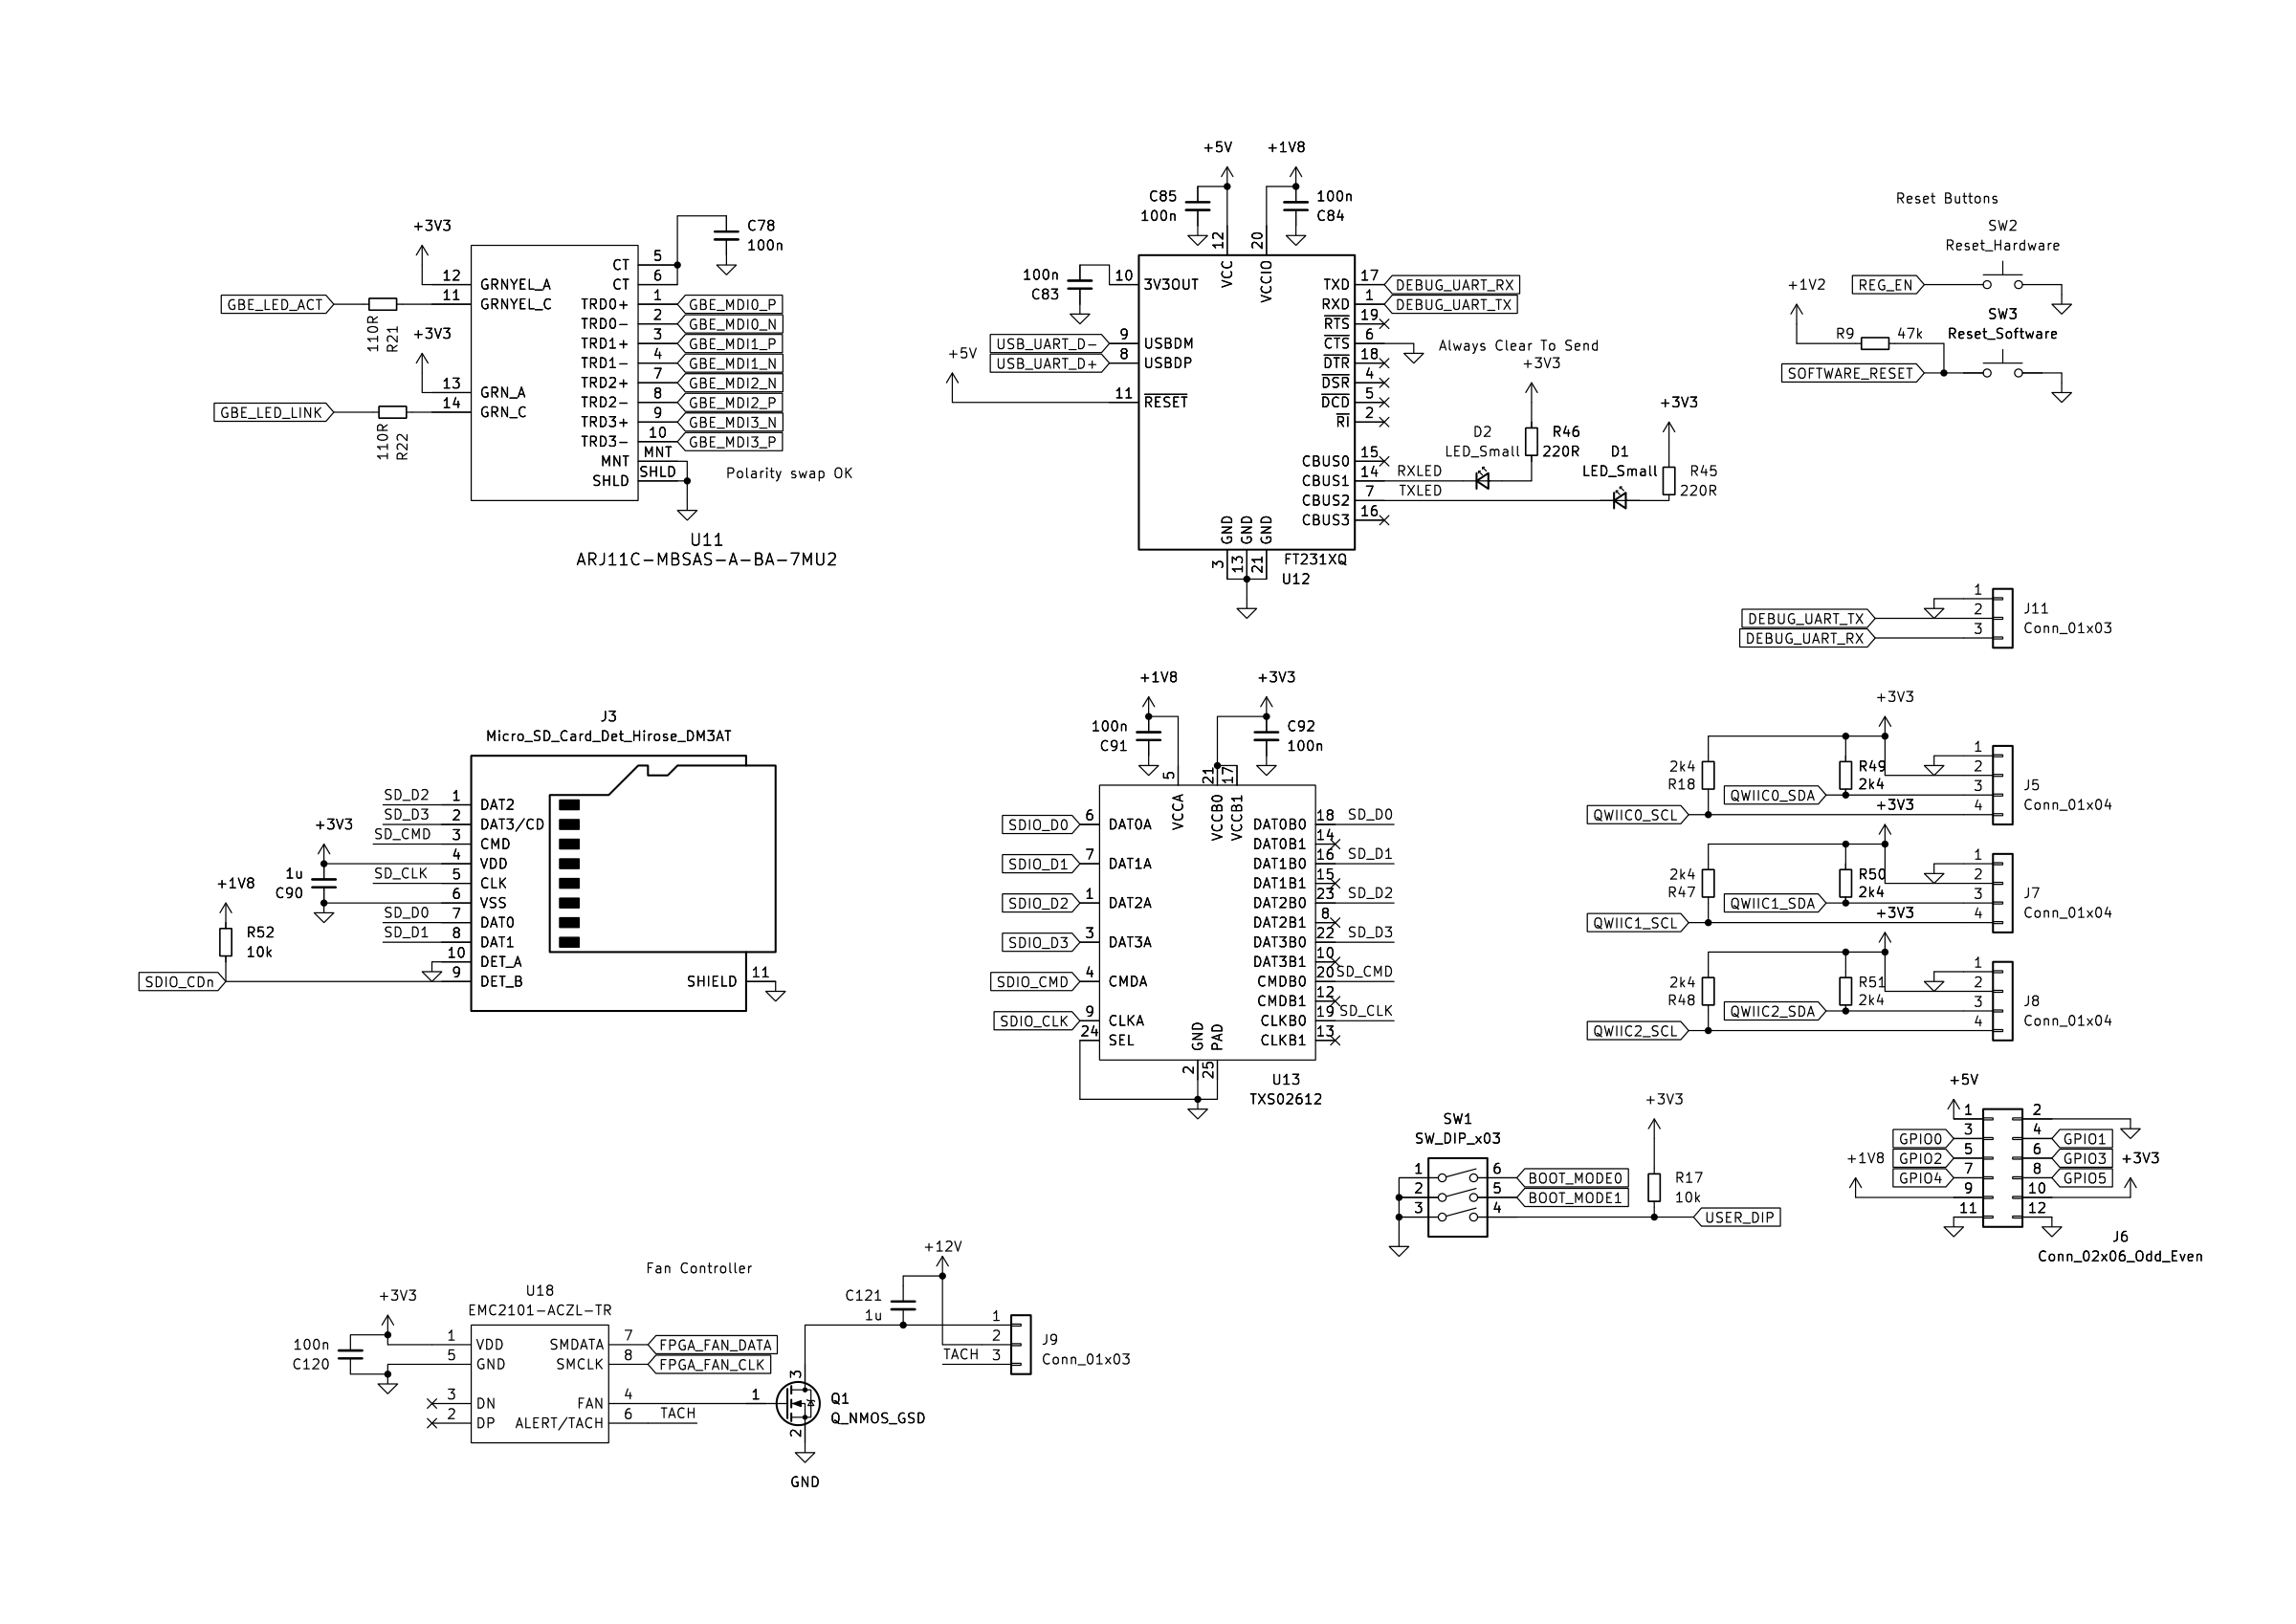 +3V3
C78
100n
12
GRNYEL_A
CT
5
CT
6
GBE_LED_ACT
11
GRNYEL_C
TRD0+
1
GBE_MDI0_P
110R
R21
TRD0-
2
GBE_MDI0_N
+3V3
TRD1+
3
GBE_MDI1_P
TRD1-
4
GBE_MDI1_N
13
GRN_A
TRD2+
7
GBE_MDI2_N
TRD2-
8
GBE_MDI2_P
GBE_LED_LINK
14
GRN_C
TRD3+
9
GBE_MDI3_N
110R
R22
TRD3-
10
GBE_MDI3_P
MNT
MNT
SHLD
SHLD
Polarity swap OK
U11
ARJ11C-MBSAS-A-BA-7MU2
+5V
+1V8
C85
100n
100n
C84
12
VCC
20
VCCIO
100n
C83
10
3V3OUT
TXD
17
DEBUG_UART_RX
RXD
1
DEBUG_UART_TX
RTS
19
USB_UART_D-
9
USBDM
CTS
6
Always Clear To Send
USB_UART_D+
8
USBDP
DTR
18
+5V
DSR
4
11
RESET
DCD
5
RI
2
+3V3
+3V3
D2
LED_Small
R46
220R
D1
LED_Small
R45
220R
CBUS0
15
CBUS1
14
RXLED
CBUS2
7
TXLED
CBUS3
16
GND
GND
GND
3
13
21
FT231XQ
U12
Reset Buttons
SW2
Reset_Hardware
REG_EN
+1V2
SW3
Reset_Software
R9
47k
SOFTWARE_RESET
1
2
3
DEBUG_UART_TX
DEBUG_UART_RX
J11
Conn_01x03
J3
Micro_SD_Card_Det_Hirose_DM3AT
SD_D2
1
DAT2
SD_D3
2
DAT3/CD
SD_CMD
3
CMD
+3V3
4
VDD
SD_CLK
5
CLK
1u
C90
6
VSS
SD_D0
7
DAT0
SD_D1
8
DAT1
10
DET_A
9
DET_B
SHIELD
11
+1V8
R52
10k
SDIO_CDn
+1V8
+3V3
100n
C91
C92
100n
5
21
17
VCCA
VCCB0
VCCB1
SDIO_D0
6
DAT0A
DAT0B0
18
SD_D0
DAT0B1
14
SDIO_D1
7
DAT1A
DAT1B0
16
SD_D1
DAT1B1
15
SDIO_D2
1
DAT2A
DAT2B0
23
SD_D2
DAT2B1
8
SDIO_D3
3
DAT3A
DAT3B0
22
SD_D3
DAT3B1
10
SDIO_CMD
4
CMDA
CMDB0
20
SD_CMD
CMDB1
12
SDIO_CLK
9
CLKA
CLKB0
19
SD_CLK
24
SEL
CLKB1
13
GND
PAD
2
25
U13
TXS02612
+3V3
2k4
R18
R49
2k4
QWIIC0_SDA
QWIIC0_SCL
1
2
3
4
J5
Conn_01x04
+3V3
2k4
R47
R50
2k4
QWIIC1_SDA
QWIIC1_SCL
1
2
3
4
J7
Conn_01x04
+3V3
2k4
R48
R51
2k4
QWIIC2_SDA
QWIIC2_SCL
1
2
3
4
J8
Conn_01x04
SW1
SW_DIP_x03
1
6
BOOT_MODE0
2
5
BOOT_MODE1
3
4
+3V3
R17
10k
USER_DIP
+5V
1
2
GPIO0
3
4
GPIO1
GPIO2
5
6
GPIO3
GPIO4
7
8
GPIO5
+1V8
9
10
+3V3
11
12
J6
Conn_02x06_Odd_Even
Fan Controller
U18
EMC2101-ACZL-TR
+3V3
100n
C120
1
VDD
SMDATA
7
FPGA_FAN_DATA
5
GND
SMCLK
8
FPGA_FAN_CLK
3
DN
FAN
4
2
DP
ALERT/TACH
6
TACH
+12V
C121
1u
1
2
TACH
3
J9
Conn_01x03
3
1
2
Q1
Q_NMOS_GSD
GND